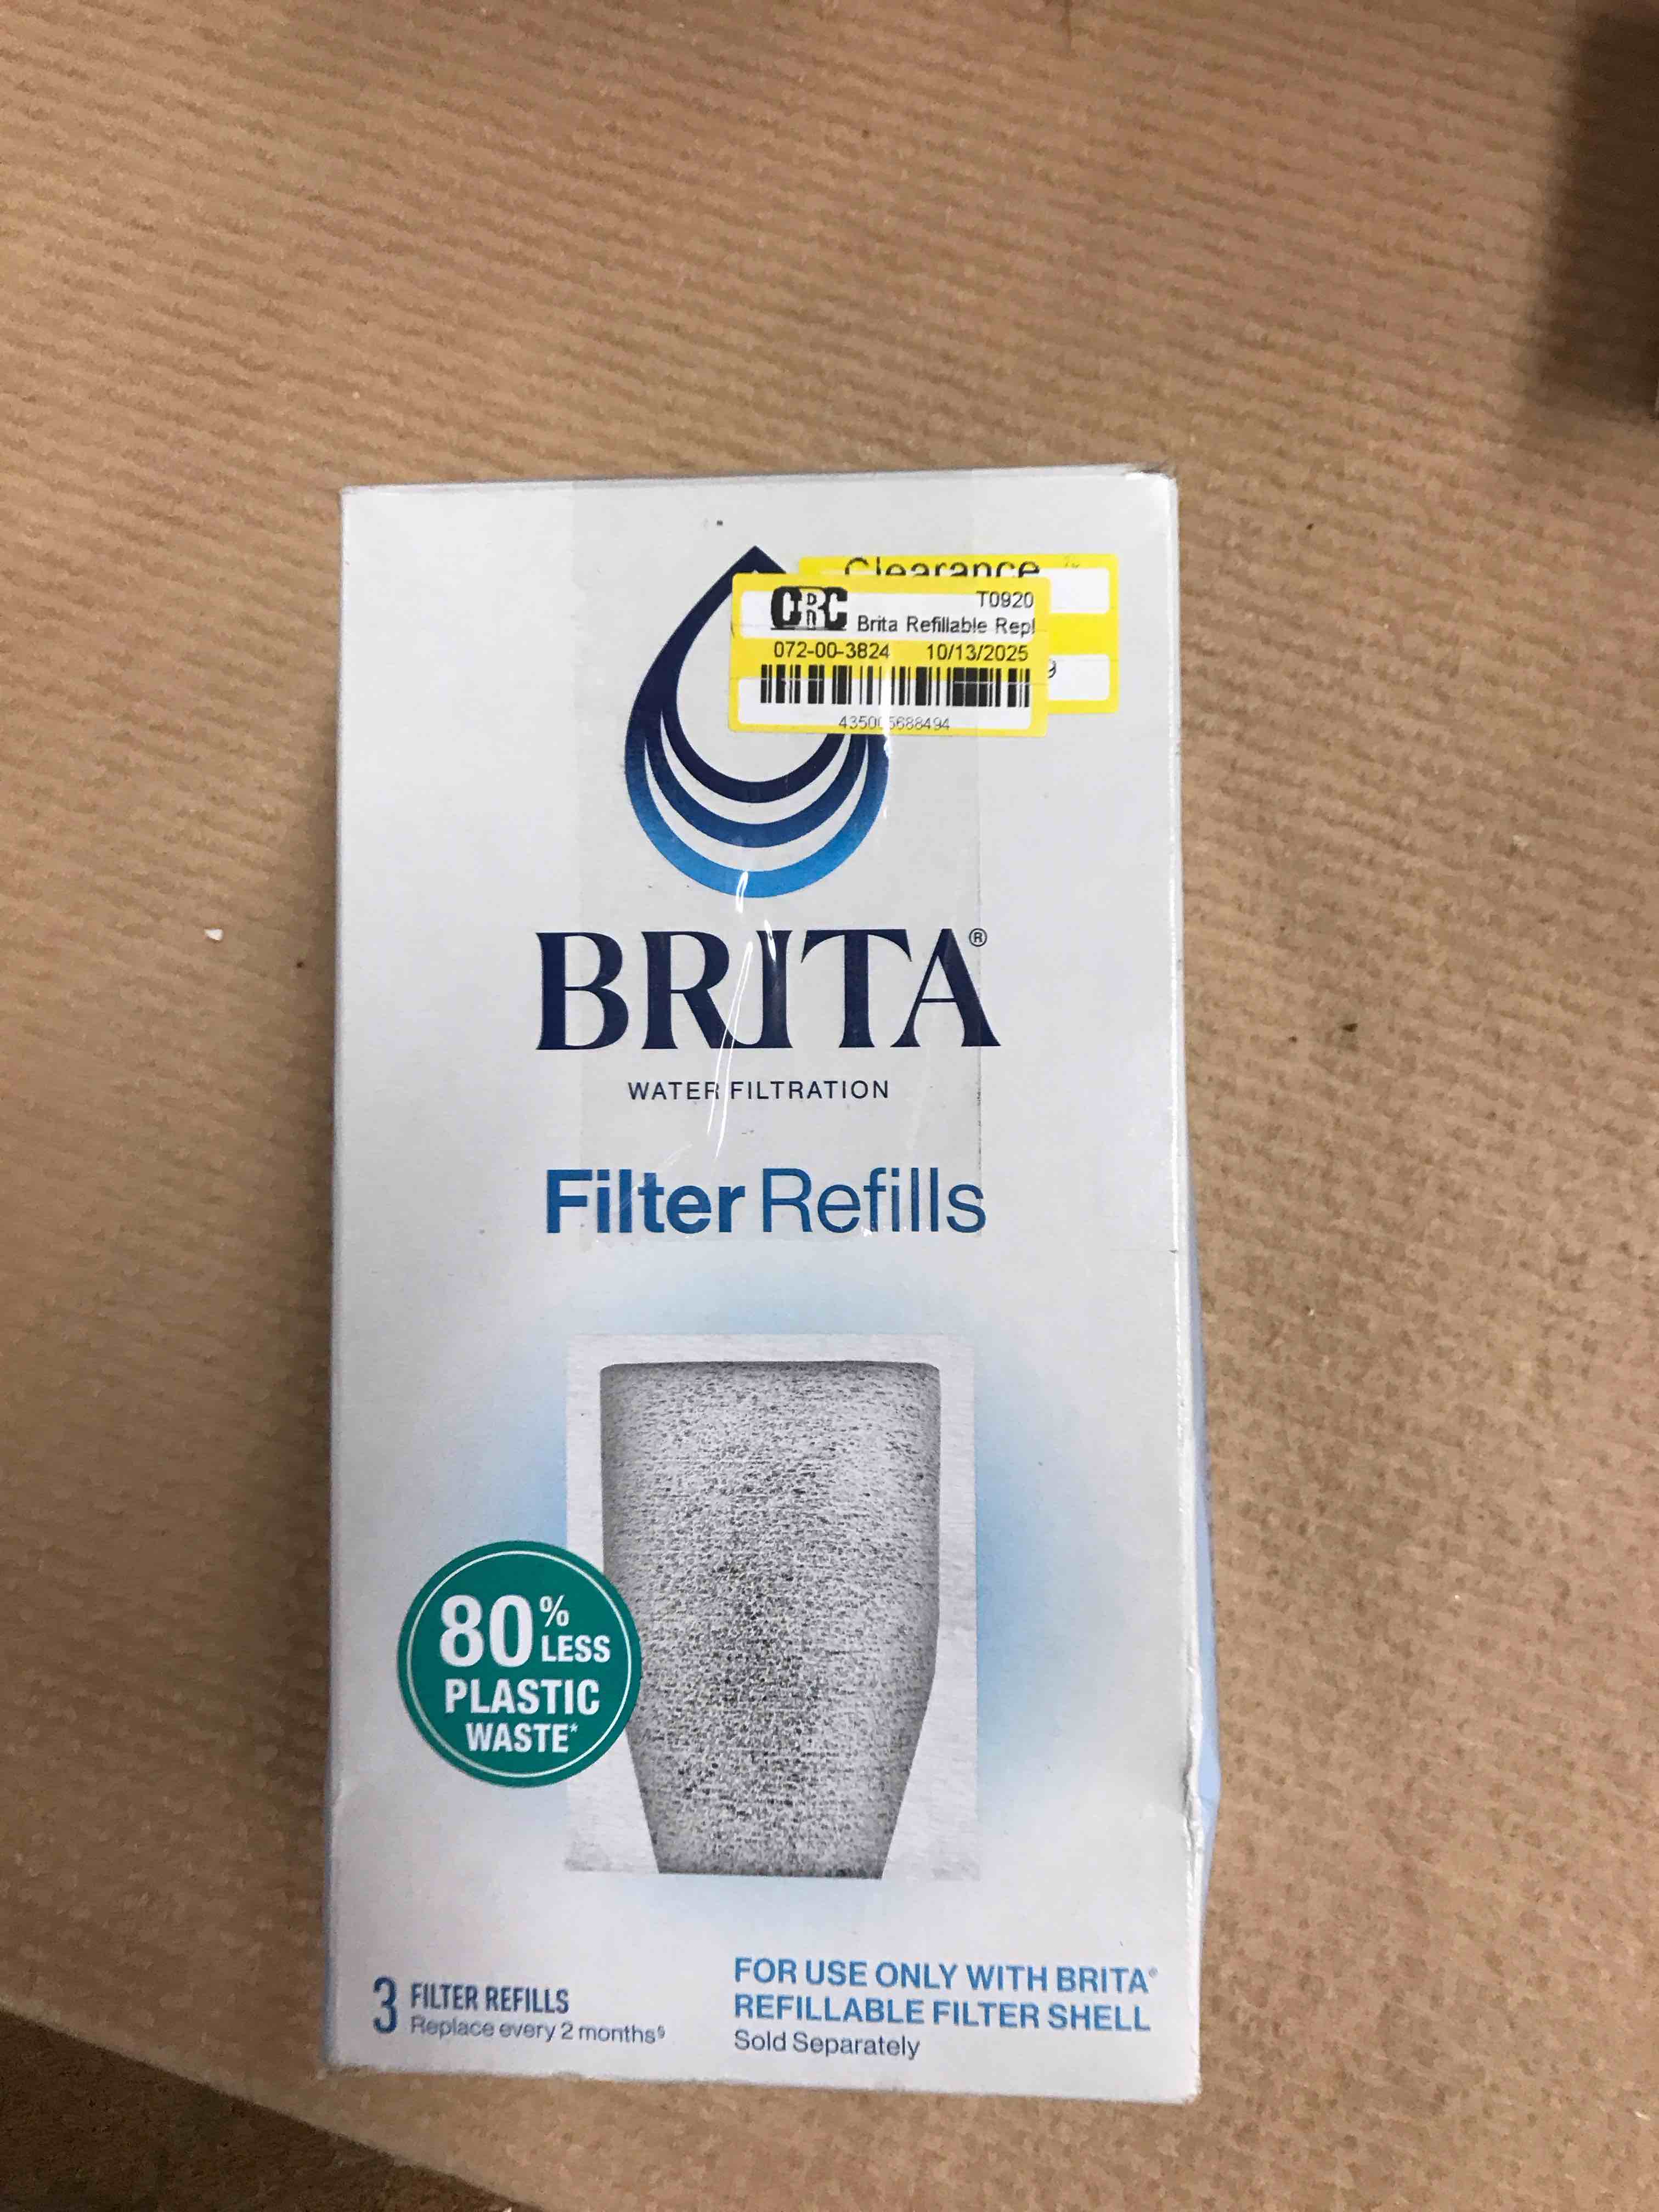 Clearance
CRC
T0920
Brita Refillable Repl
072-00-3824 10/13/2025
9
BRITA®
WATER FILTRATION
Filter Refills
80% LESS
PLASTIC
WASTE*
3 FILTER REFILLS
Replace every 2 months§
FOR USE ONLY WITH BRITA®
REFILLABLE FILTER SHELL
Sold Separately